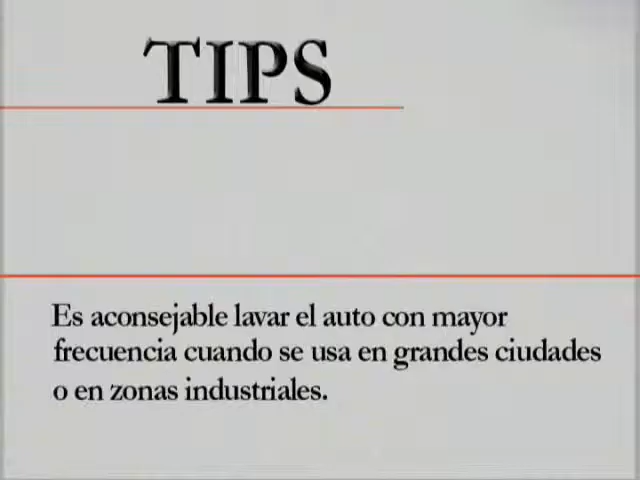 TIPS
Es aconsejable lavar el auto con mayor
frecuencia cuando se usa en grandes ciudades
o en zonas industriales.